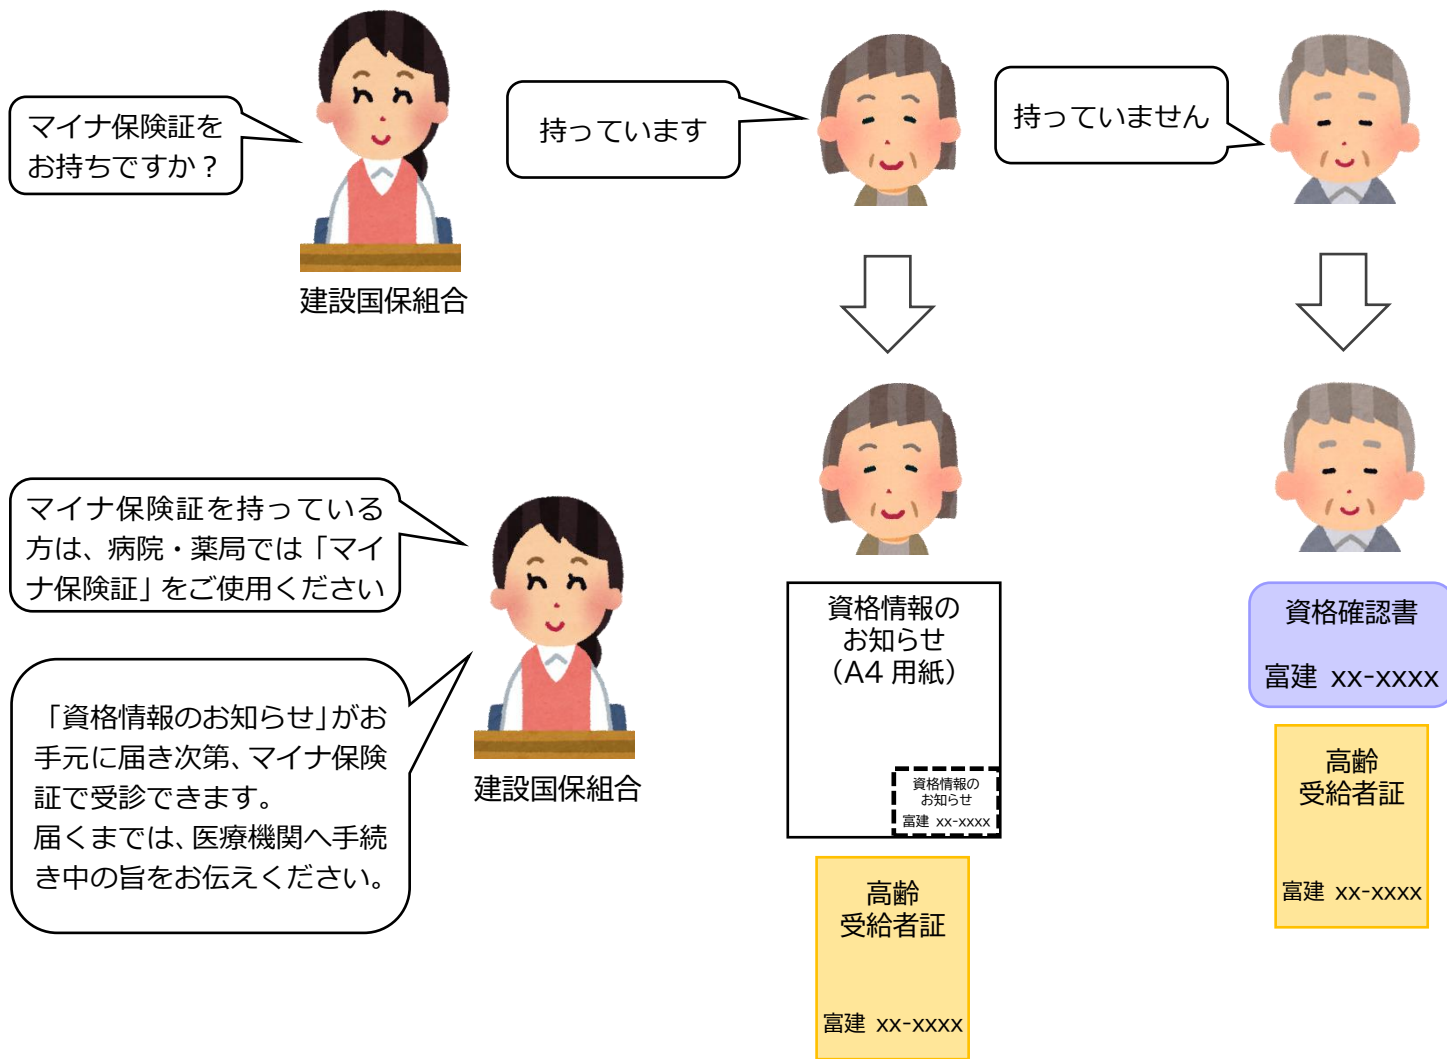 マイナ保険証を
お持ちですか？
持っています
持っていません
建設国保組合
マイナ保険証を持っている
方は、病院・薬局では「マイ
ナ保険証」をご使用ください
「資格情報のお知らせ」がお
手元に届き次第、マイナ保険
証で受診できます。
届くまでは、医療機関へ手続
き中の旨をお伝えください。
建設国保組合
資格情報の
お知らせ
（A4 用紙）
資格情報の
お知らせ
富建 xx-xxxx
高齢
受給者証
富建 xx-xxxx
資格確認書
富建 xx-xxxx
高齢
受給者証
富建 xx-xxxx